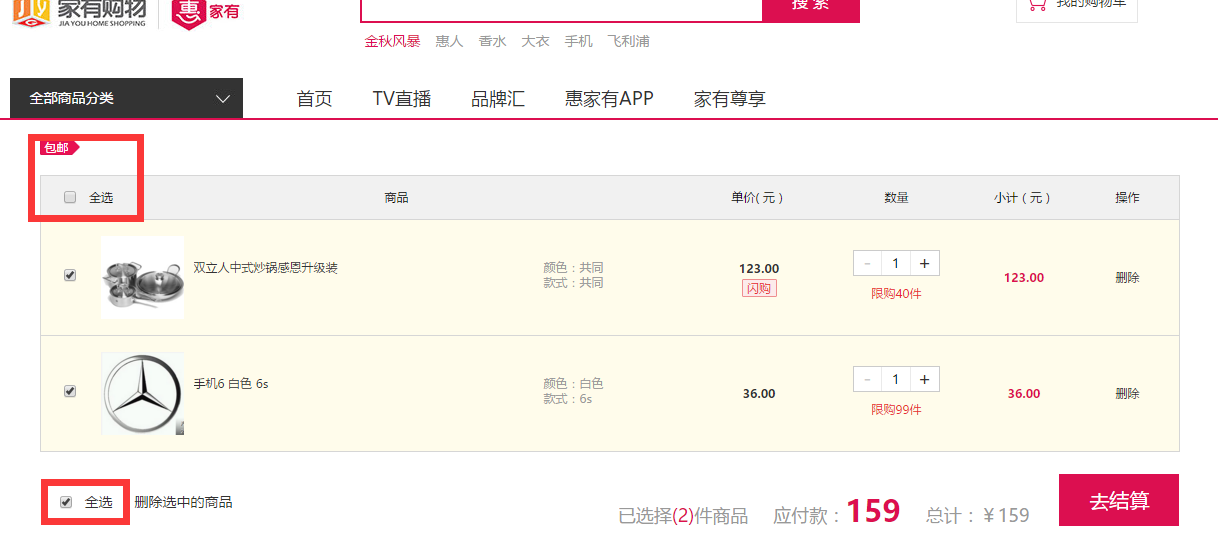 家有购物
JIA YOU HOME SHOPPING
惠 家有
搜 索
我的购物车
金秋风暴 惠人 香水 大衣 手机 飞利浦
全部商品分类 首页 TV直播 品牌汇 惠家有APP 家有尊享
包邮
全选 商品 单价( 元 ) 数量 小计 ( 元 ) 操作
双立人中式炒锅感恩升级装 颜色：共同 123.00 - 1 + 123.00 删除
款式：共同 闪购 限购40件
手机6 白色 6s 颜色：白色 36.00 - 1 + 36.00 删除
款式：6s 限购99件
全选 删除选中的商品 已选择(2)件商品 应付款：159 总计：￥159 去结算